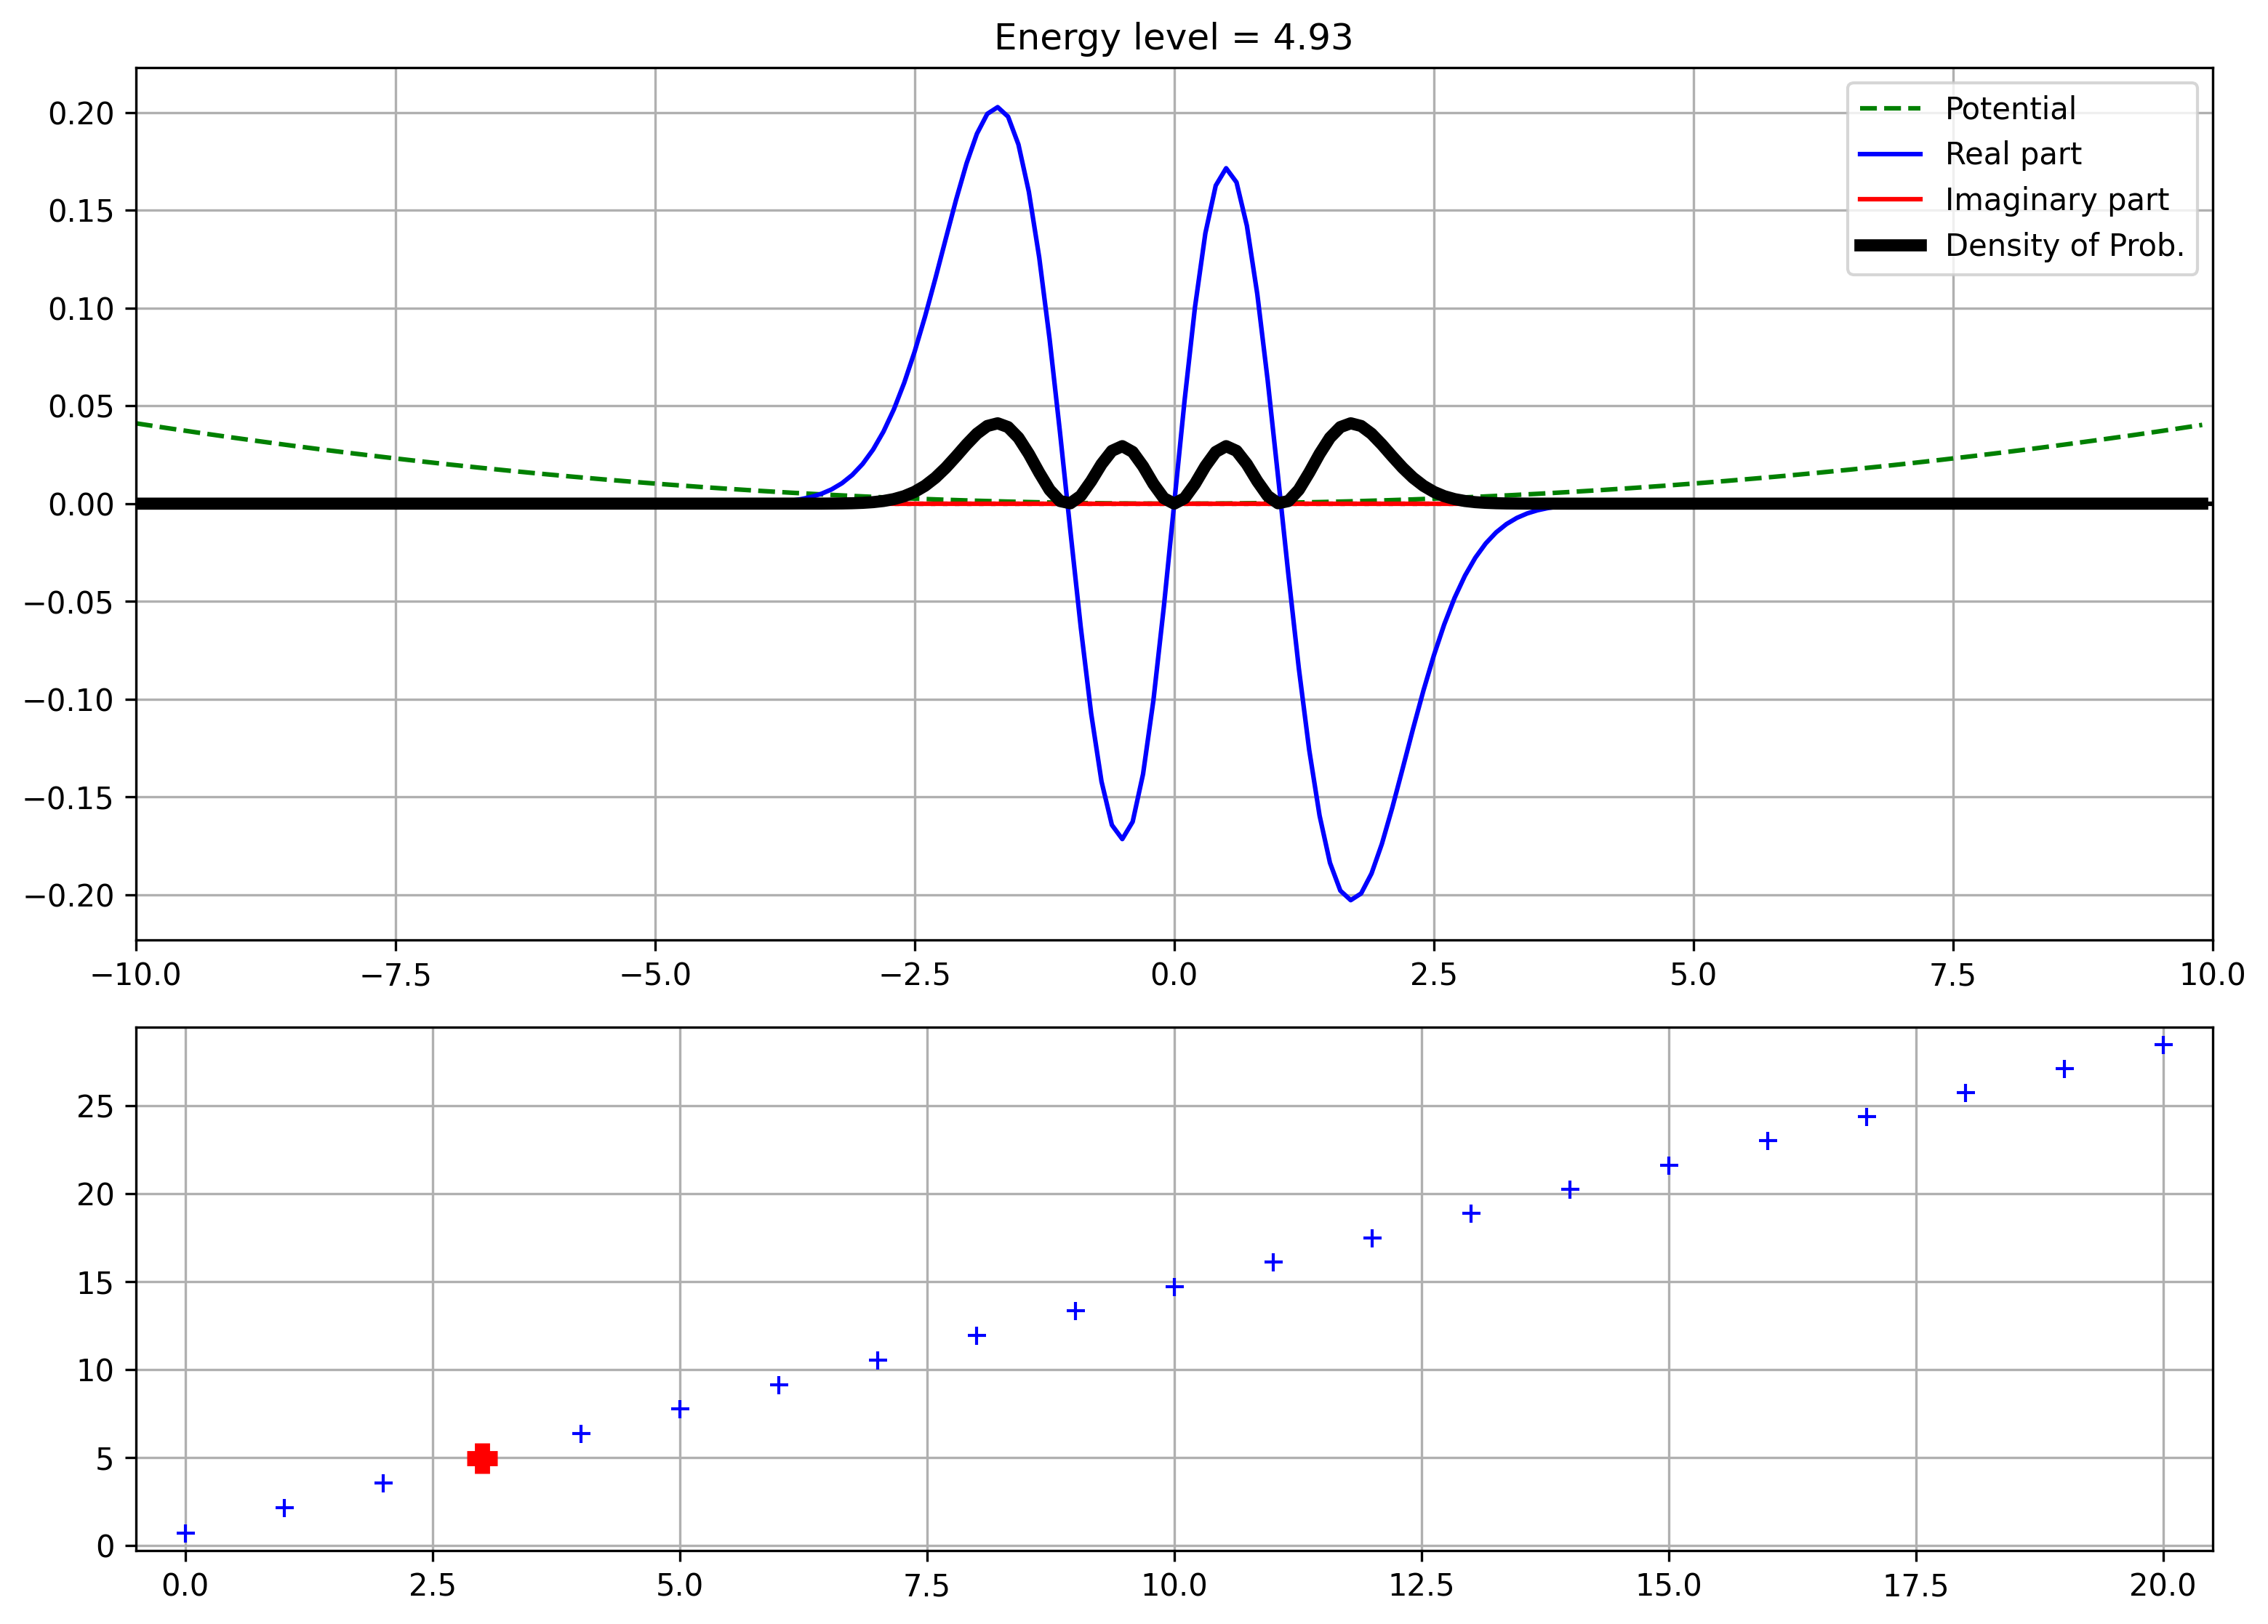 Energy level = 4.93
Potential
Real part
Imaginary part
Density of Prob.
0.20
0.15
0.10
0.05
0.00
−0.05
−0.10
−0.15
−0.20
−10.0 −7.5 −5.0 −2.5 0.0 2.5 5.0 7.5 10.0
25
20
15
10
5
0
0.0 2.5 5.0 7.5 10.0 12.5 15.0 17.5 20.0